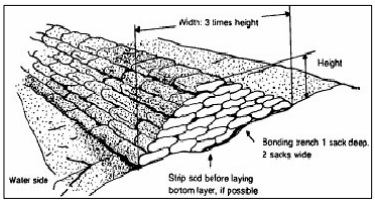 Width: 3 times height
Height
Bonding trench 1 sack deep.
2 sacks wide
Strip sod before laying
bottom layer, if possible
Water side